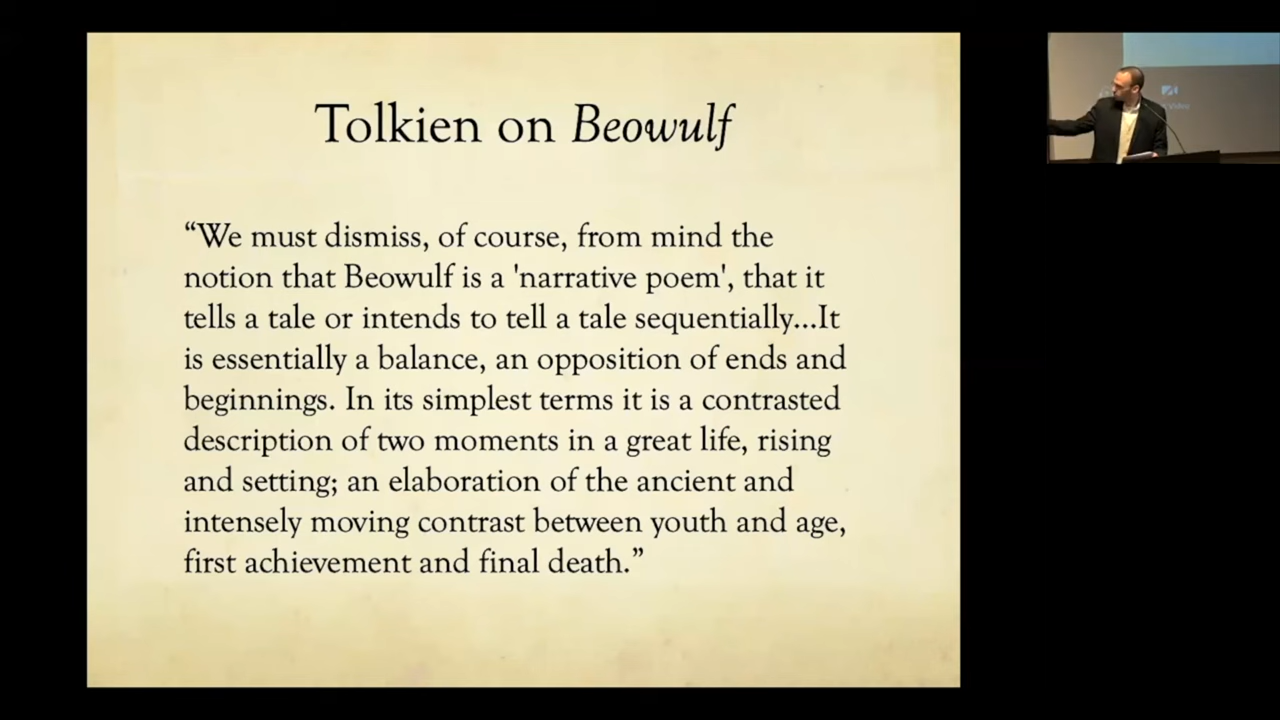 Tolkien on Beowulf
“We must dismiss, of course, from mind the
notion that Beowulf is a 'narrative poem', that it
tells a tale or intends to tell a tale sequentially...It
is essentially a balance, an opposition of ends and
beginnings. In its simplest terms it is a contrasted
description of two moments in a great life, rising
and setting; an elaboration of the ancient and
intensely moving contrast between youth and age,
first achievement and final death.”